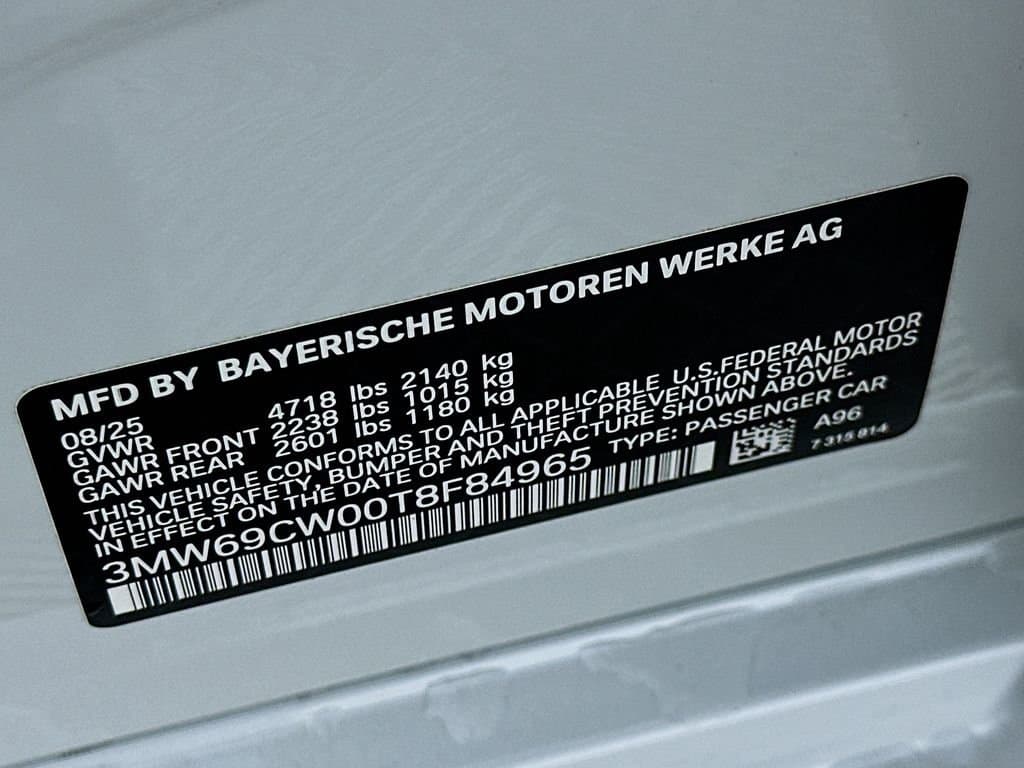 MFD BY BAYERISCHE MOTOREN WERKE AG
08/25
GVWR 4718 lbs 2140 kg
GAWR FRONT 2238 lbs 1015 kg
GAWR REAR 2601 lbs 1180 kg
THIS VEHICLE CONFORMS TO ALL APPLICABLE U.S.FEDERAL MOTOR
VEHICLE SAFETY, BUMPER AND THEFT PREVENTION STANDARDS
IN EFFECT ON THE DATE OF MANUFACTURE SHOWN ABOVE.
3MW69CW00T8F84965 TYPE: PASSENGER CAR
A96
7 315 814